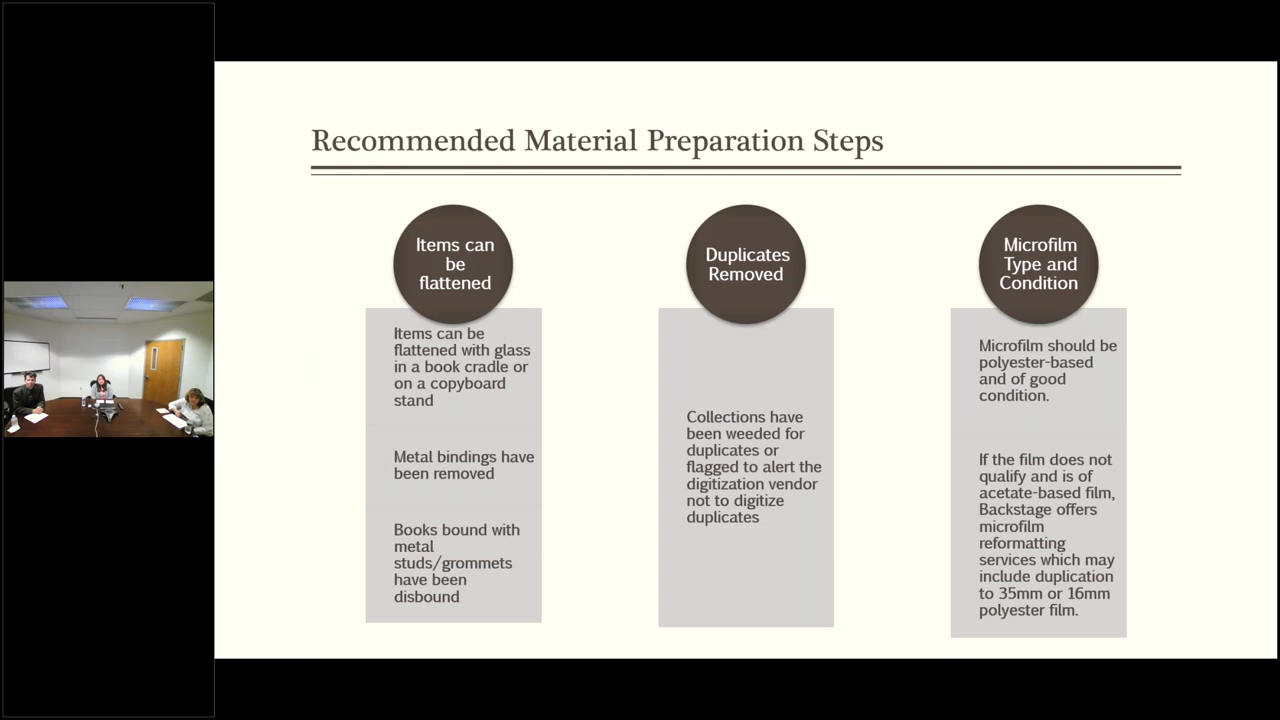 Recommended Material Preparation Steps
Items can
be
flattened
Items can be
flattened with glass
in a book cradle or
on a copyboard
stand
Metal bindings have
been removed
Books bound with
metal
studs/grommets
have been
disbound
Duplicates
Removed
Collections have
been weeded for
duplicates or
flagged to alert the
digitization vendor
not to digitize
duplicates
Microfilm
Type and
Condition
Microfilm should be
polyester-based
and of good
condition.
If the film does not
qualify and is of
acetate-based film,
Backstage offers
microfilm
reformatting
services which may
include duplication
to 35mm or 16mm
polyester film.